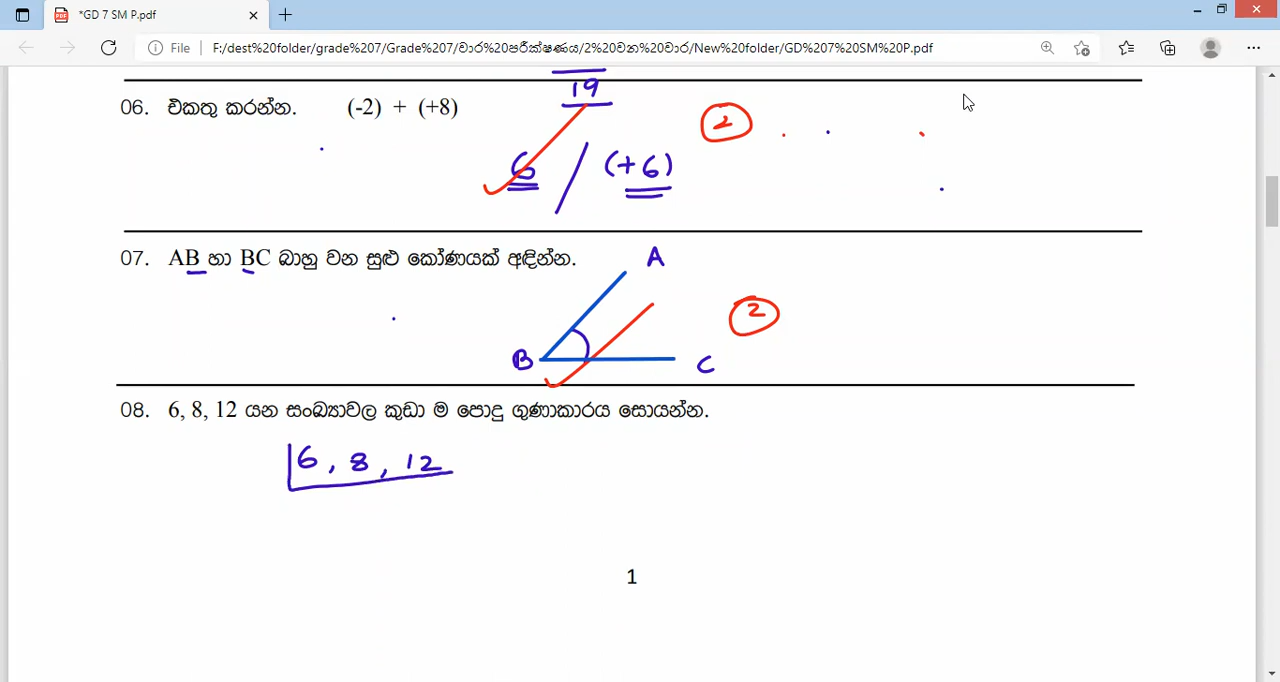 *GD 7 SM P.pdf
File F:/dest%20folder/grade%207/Grade%207/වාර%20පරීක්ෂණය/2%20වන%20වාර/New%20folder/GD%207%20SM%20P.pdf
19
06. එකතු කරන්න. (-2) + (+8)
2
6 / (+6)
07. AB හා BC බාහු වන සුළු කෝණයක් අඳින්න.
A
2
B C
08. 6, 8, 12 යන සංඛ්‍යාවල කුඩා ම පොදු ගුණාකාරය සොයන්න.
6, 8, 12
1